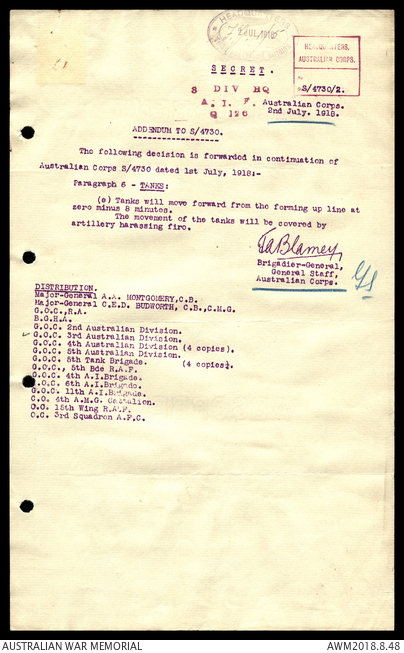 HEADQUARTERS
JUL 1918
HEADQUARTERS,
AUSTRALIAN CORPS.
No
S/4730/2.
SECRET.
3 DIV HQ
A. I. F.
Q 126
Australian Corps.
2nd July, 1918.
ADDENDUM TO S/4730.
The following decision is forwarded in continuation of
Australian Corps S/4730 dated 1st July, 1918:-
Paragraph 6 - TANKS:
(e) Tanks will move forward from the forming up line at
zero minus 8 minutes.
The movement of the tanks will be covered by
artillery harassing fire.
T.A Blamey,
Brigadier-General,
General Staff,
Australian Corps.
GS
DISTRIBUTION.
Major-General A.A. MONTGOMERY,C.B.
Major-General C.E.D. BUDWORTH, C.B.,C.M.G.
G.O.C.,R.A.
B.G.H.A.
G.O.C. 2nd Australian Division.
G.O.C. 3rd Australian Division.
G.O.C. 4th Australian Division (4 copies).
G.O.C. 5th Australian Division.
G.O.C. 5th Tank Brigade. (4 copies).
G.O.C., 5th Bde R.A.F.
G.O.C. 4th A.I.Brigade.
G.O.C. 6th A.I.Brigade.
G.O.C. 11th A.I.Brigade.
C.O. 4th A.M.G. Battalion.
O.C. 15th Wing R.A.F.
O.C. 3rd Squadron A.F.C.
AUSTRALIAN WAR MEMORIAL
AWM2018.8.48